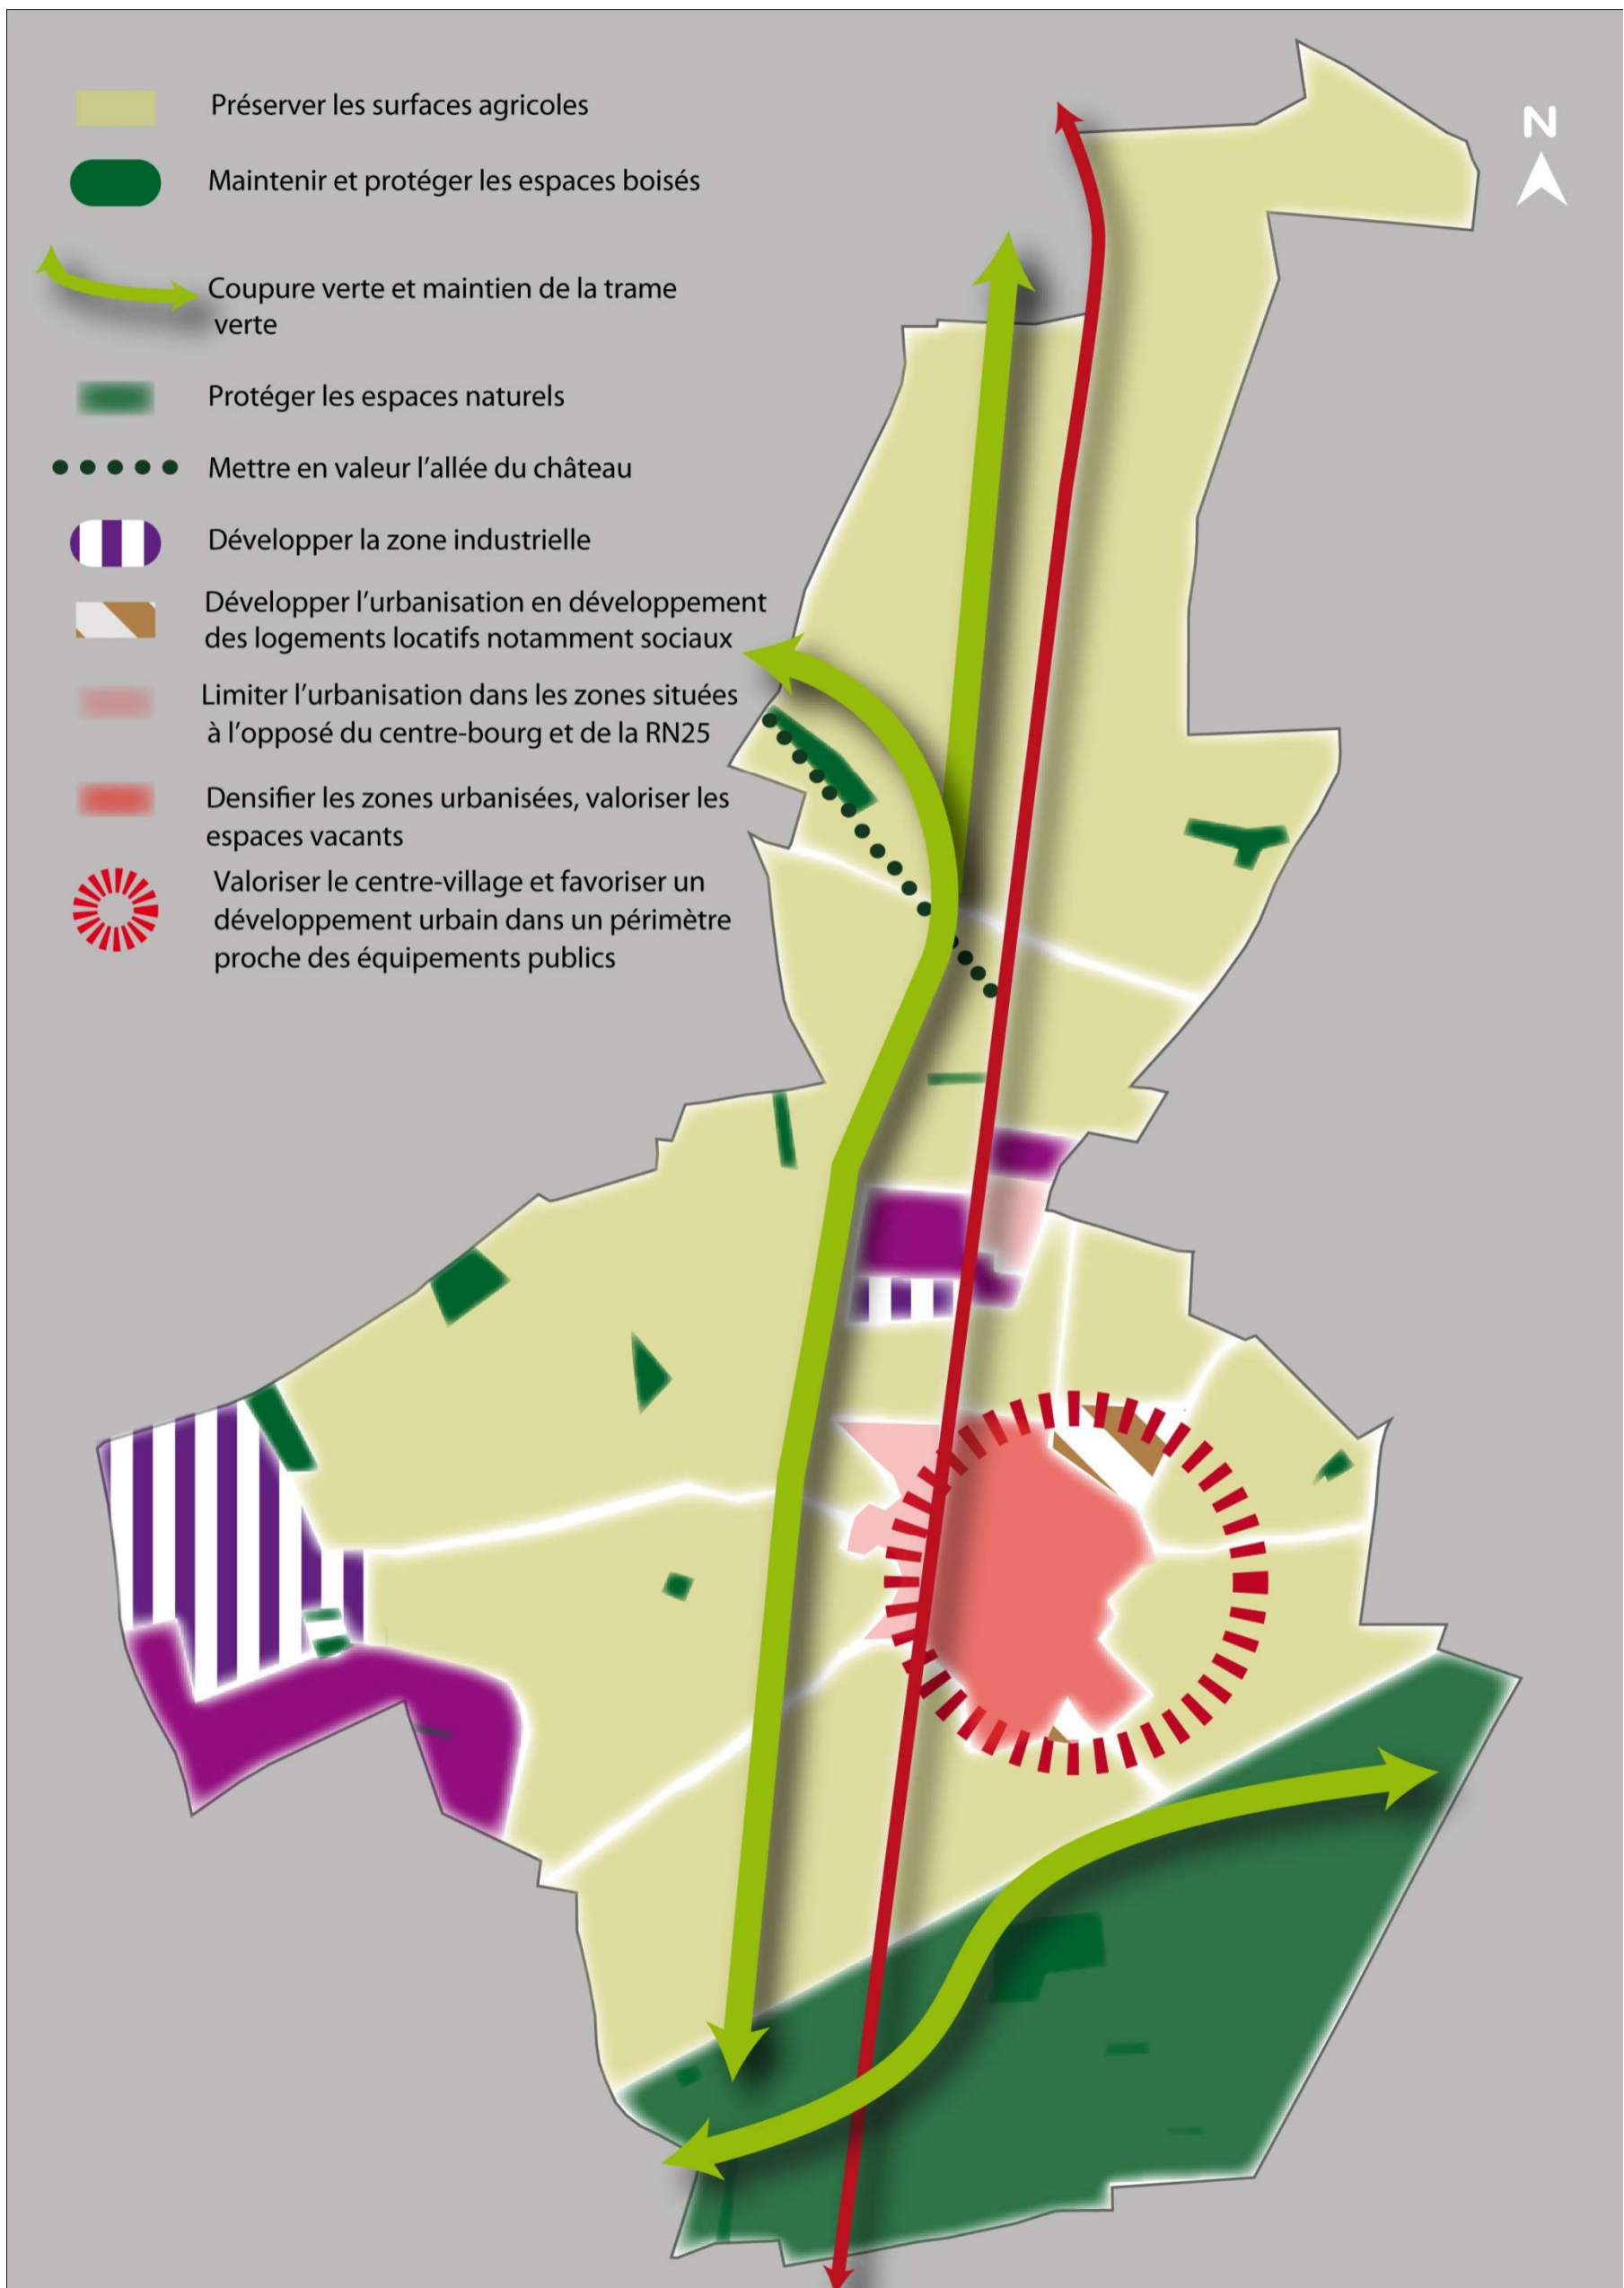 Préserver les surfaces agricoles
N
Maintenir et protéger les espaces boisés
Coupure verte et maintien de la trame
verte
Protéger les espaces naturels
Mettre en valeur l'allée du château
Développer la zone industrielle
Développer l'urbanisation en développement
des logements locatifs notamment sociaux
Limiter l'urbanisation dans les zones situées
à l'opposé du centre-bourg et de la RN25
Densifier les zones urbanisées, valoriser les
espaces vacants
Valoriser le centre-village et favoriser un
développement urbain dans un périmètre
proche des équipements publics